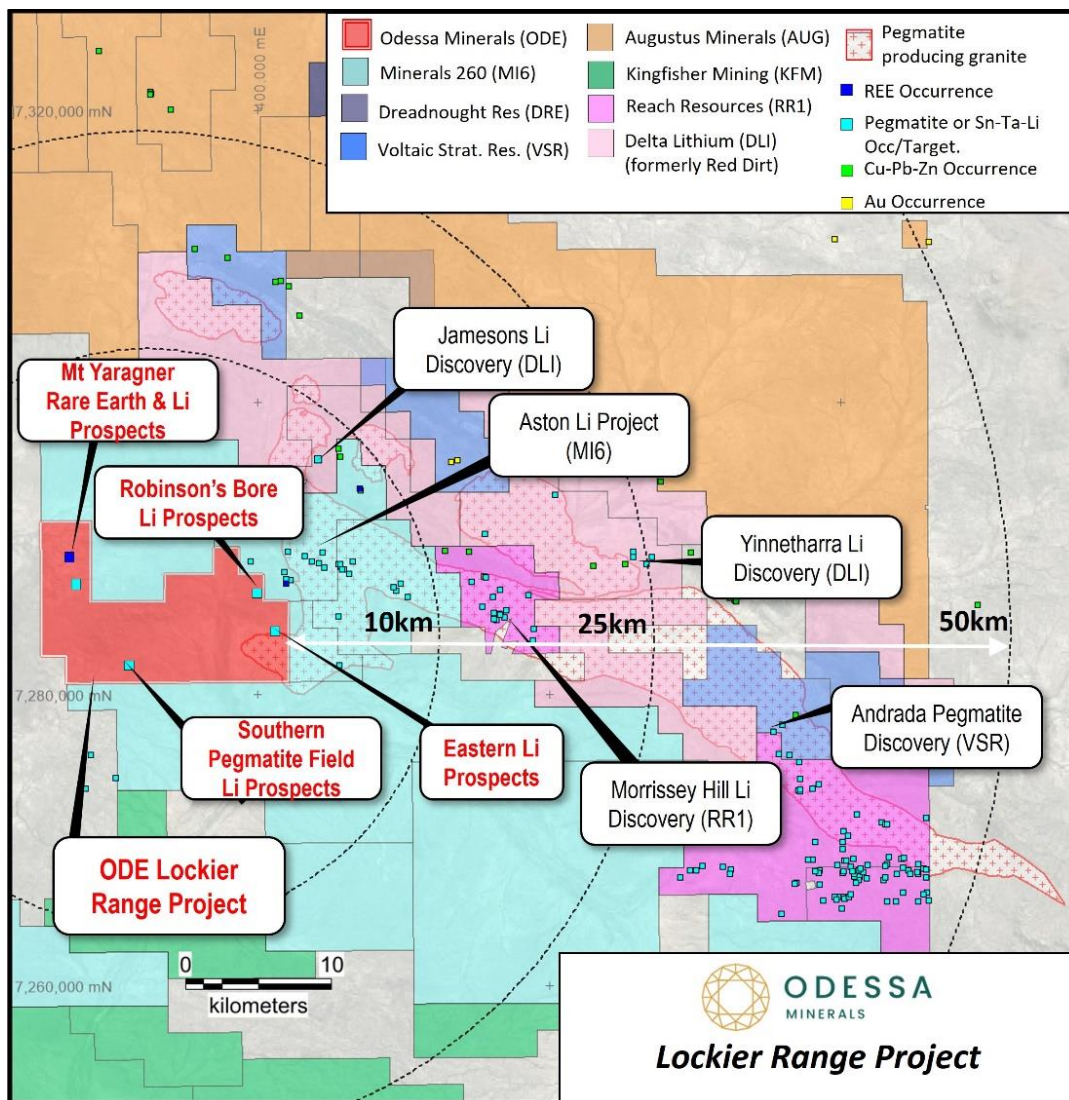 Odessa Minerals (ODE)
Minerals 260 (MI6)
Dreadnought Res (DRE)
Voltaic Strat. Res. (VSR)
Augustus Minerals (AUG)
Kingfisher Mining (KFM)
Reach Resources (RR1)
Delta Lithium (DLI)
(formerly Red Dirt)
Pegmatite
producing granite
REE Occurrence
Pegmatite or Sn-Ta-Li
Occ/Target.
Cu-Pb-Zn Occurrence
Au Occurrence
400,000 mE
7,320,000 mN
Jamesons Li
Discovery (DLI)
Mt Yaragner
Rare Earth & Li
Prospects
Aston Li Project
(MI6)
Robinson's Bore
Li Prospects
Yinnetharra Li
Discovery (DLI)
10km
25km
50km
7,280,000 mN
Southern
Pegmatite Field
Li Prospects
Eastern Li
Prospects
Andrada Pegmatite
Discovery (VSR)
Morrissey Hill Li
Discovery (RR1)
ODE Lockier
Range Project
0 10
kilometers
7,260,000 mN
ODESSA
MINERALS
Lockier Range Project